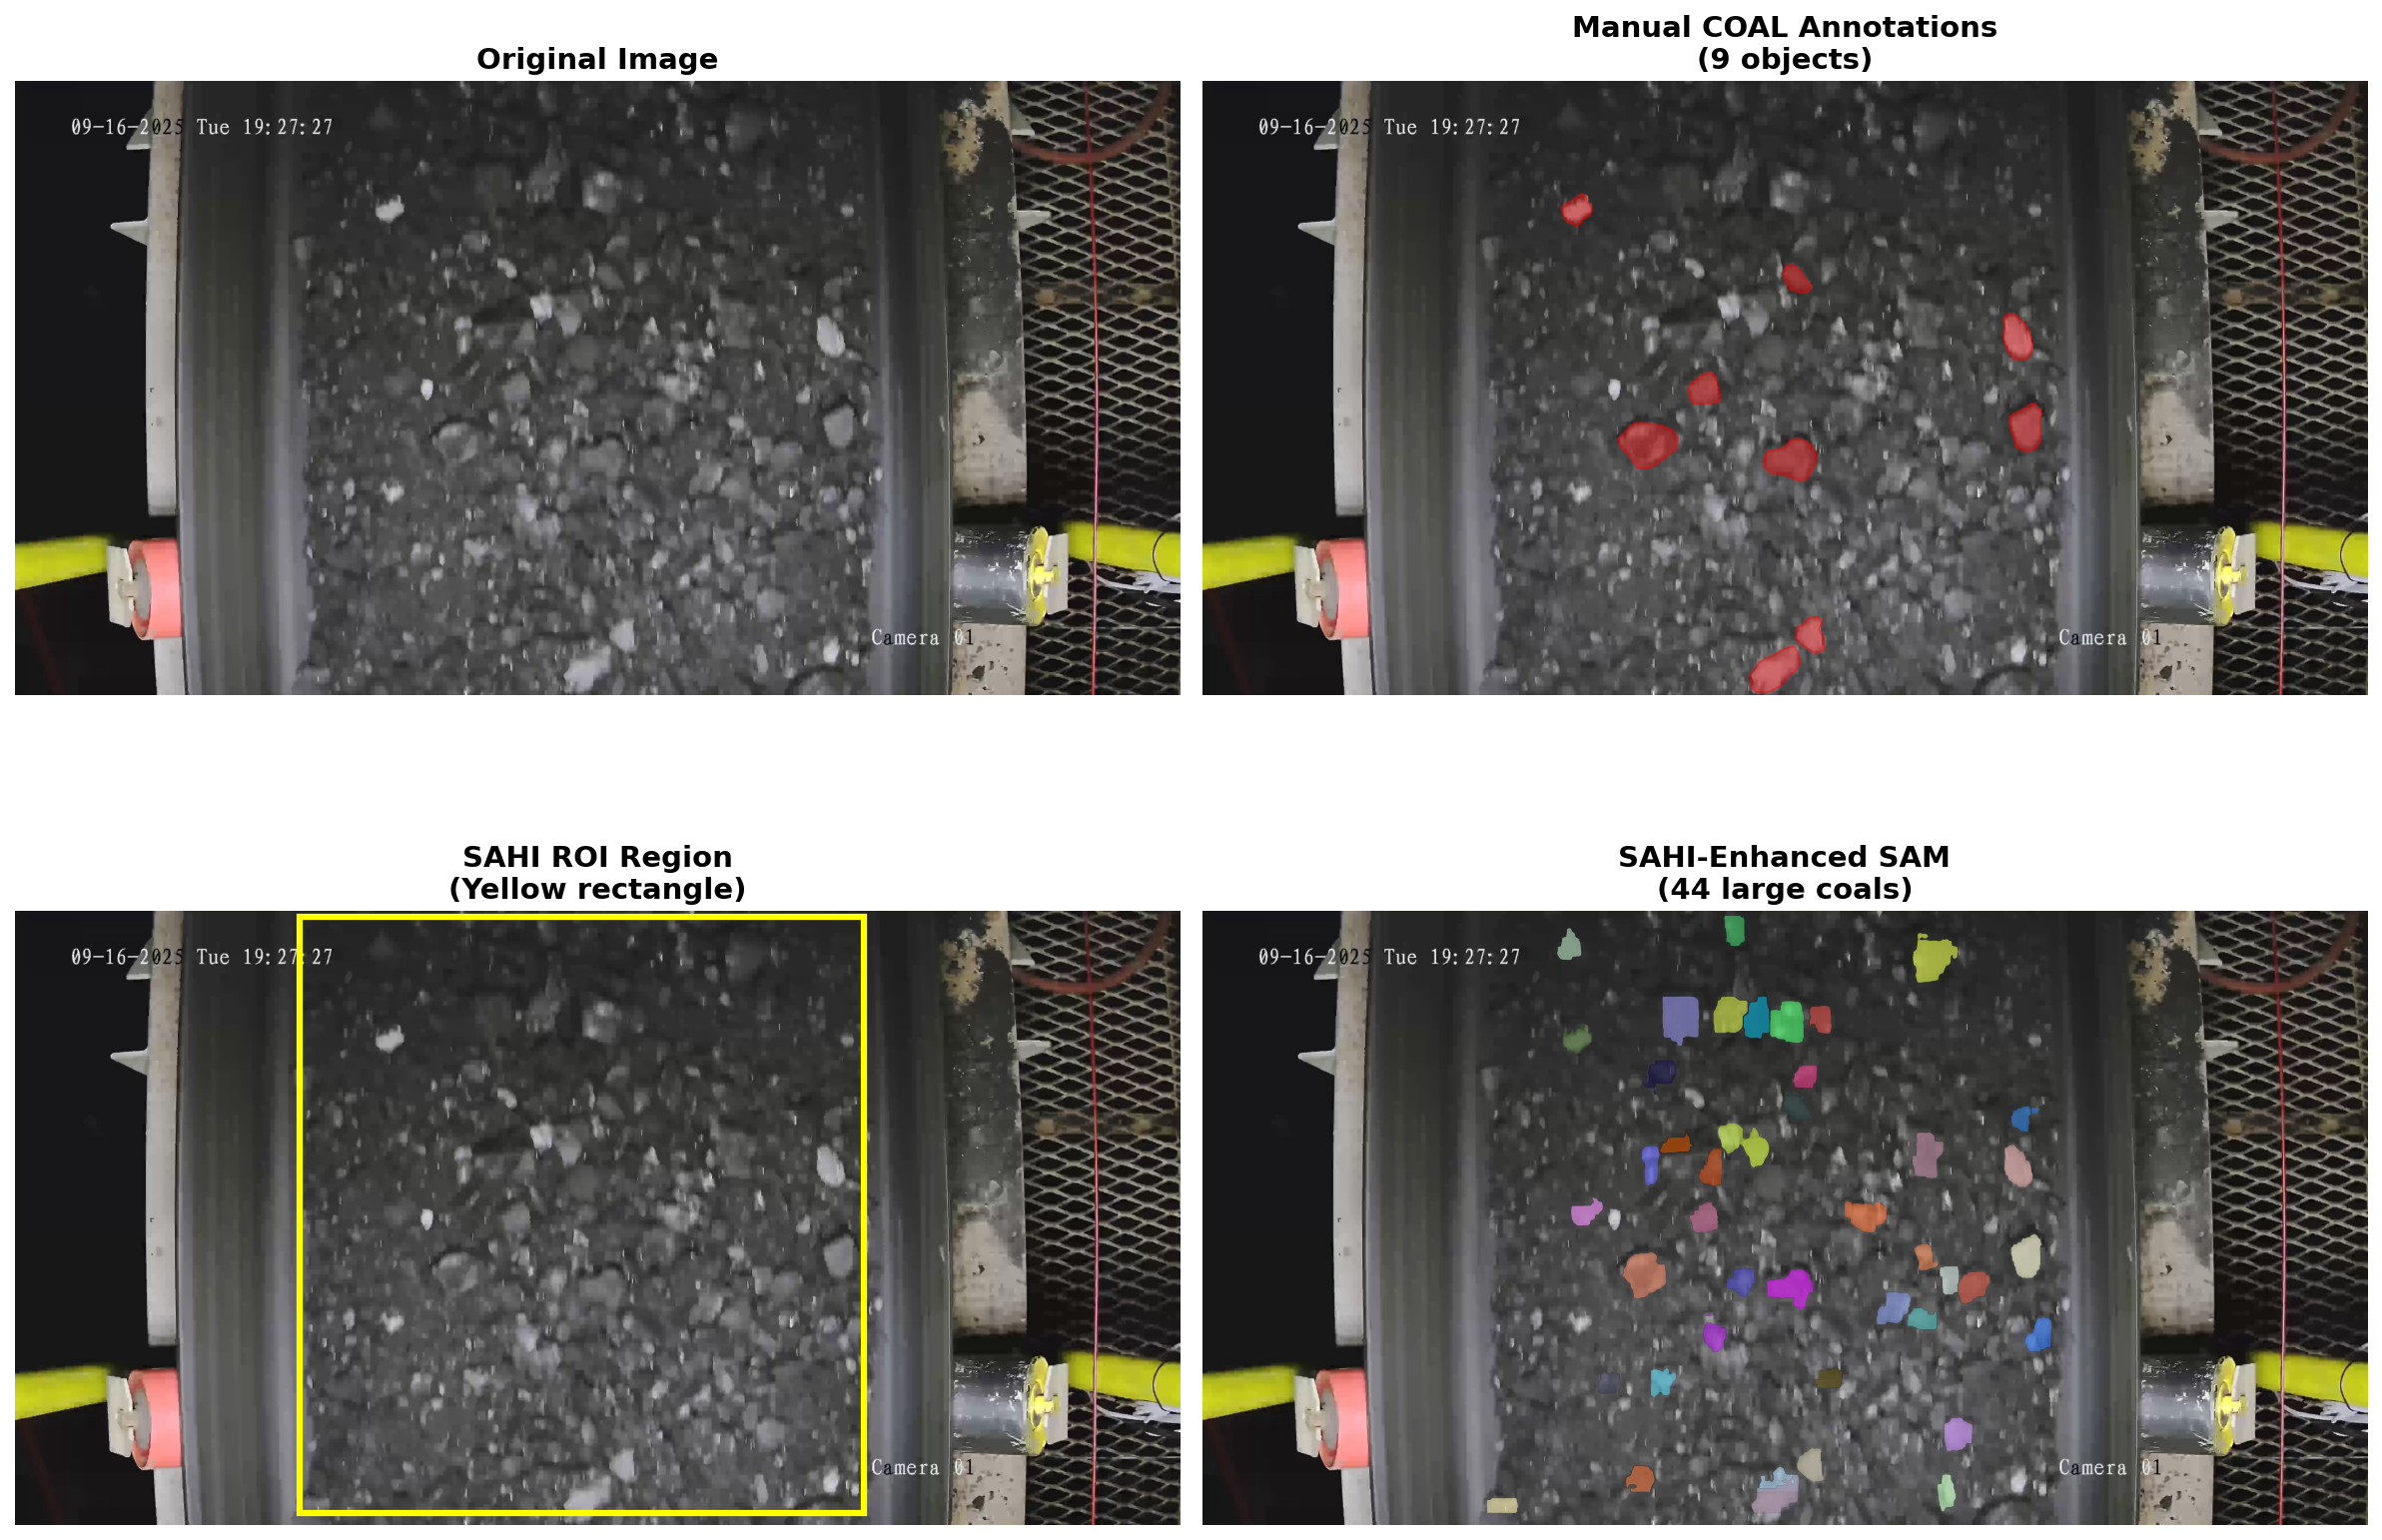 Original Image
09-16-2025 Tue 19:27:27
Camera 01
Manual COAL Annotations
(9 objects)
09-16-2025 Tue 19:27:27
Camera 01
SAHI ROI Region
(Yellow rectangle)
09-16-2025 Tue 19:27:27
Camera 01
SAHI-Enhanced SAM
(44 large coals)
09-16-2025 Tue 19:27:27
Camera 01